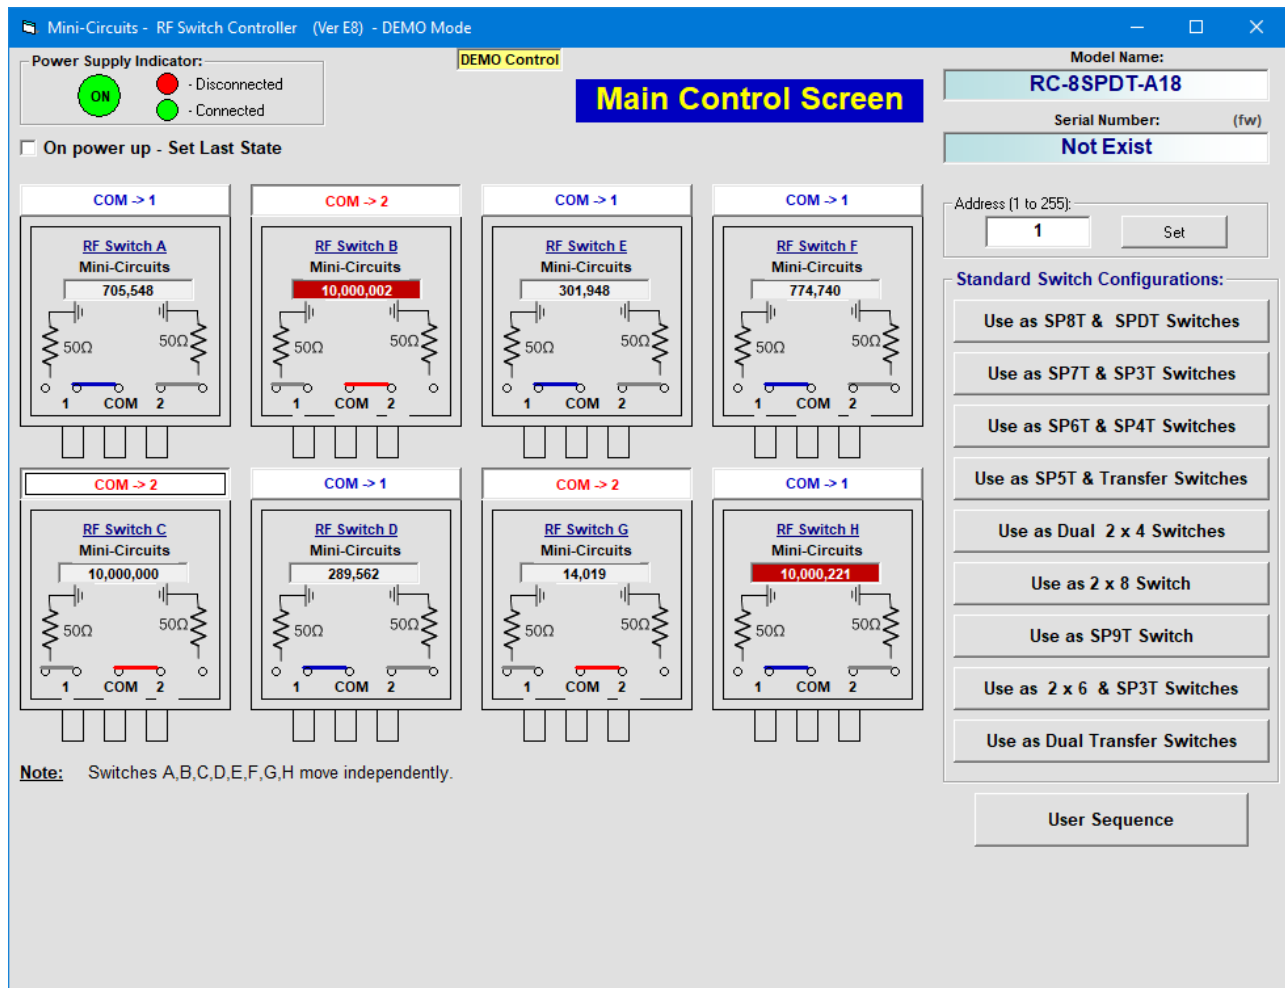 Mini-Circuits - RF Switch Controller (Ver E8) - DEMO Mode
Power Supply Indicator:
ON
- Disconnected
- Connected
DEMO Control
Main Control Screen
Model Name:
RC-8SPDT-A18
Serial Number: (fw)
Not Exist
On power up - Set Last State
COM -> 1
RF Switch A
Mini-Circuits
705,548
50Ω 50Ω
1 COM 2
COM -> 2
RF Switch B
Mini-Circuits
10,000,002
50Ω 50Ω
1 COM 2
COM -> 1
RF Switch E
Mini-Circuits
301,948
50Ω 50Ω
1 COM 2
COM -> 1
RF Switch F
Mini-Circuits
774,740
50Ω 50Ω
1 COM 2
COM -> 2
RF Switch C
Mini-Circuits
10,000,000
50Ω 50Ω
1 COM 2
COM -> 1
RF Switch D
Mini-Circuits
289,562
50Ω 50Ω
1 COM 2
COM -> 2
RF Switch G
Mini-Circuits
14,019
50Ω 50Ω
1 COM 2
COM -> 1
RF Switch H
Mini-Circuits
10,000,221
50Ω 50Ω
1 COM 2
Note: Switches A,B,C,D,E,F,G,H move independently.
Address (1 to 255):
1 Set
Standard Switch Configurations:
Use as SP8T & SPDT Switches
Use as SP7T & SP3T Switches
Use as SP6T & SP4T Switches
Use as SP5T & Transfer Switches
Use as Dual 2 x 4 Switches
Use as 2 x 8 Switch
Use as SP9T Switch
Use as 2 x 6 & SP3T Switches
Use as Dual Transfer Switches
User Sequence